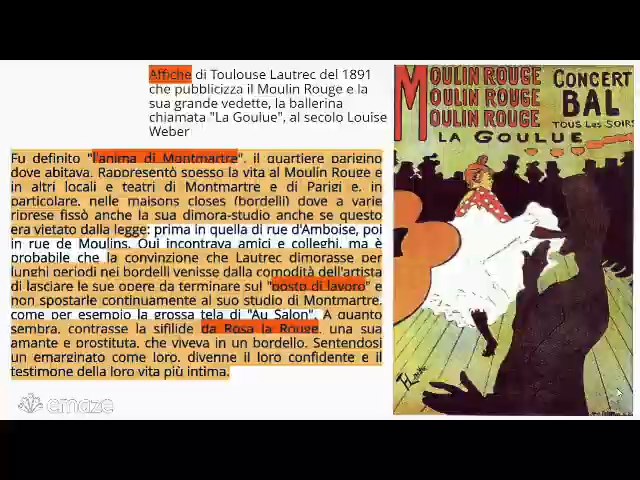 Affiche di Toulouse Lautrec del 1891
che pubblicizza il Moulin Rouge e la
sua grande vedette, la ballerina
chiamata "La Goulue", al secolo Louise
Weber
Fu definito "l'anima di Montmartre", il quartiere parigino
dove abitava. Rappresentò spesso la vita al Moulin Rouge e
in altri locali e teatri di Montmartre e di Parigi e, in
particolare, nelle maisons closes (bordelli) dove a varie
riprese fissò anche la sua dimora-studio anche se questo
era vietato dalla legge: prima in quella di rue d'Amboise, poi
in rue de Moulins. Qui incontrava amici e colleghi, ma è
probabile che la convinzione che Lautrec dimorasse per
lunghi periodi nei bordelli venisse dalla comodità dell'artista
di lasciare le sue opere da terminare sul "posto di lavoro" e
non spostarle continuamente al suo studio di Montmartre,
come per esempio la grossa tela di "Au Salon". A quanto
sembra, contrasse la sifilide da Rosa la Rouge, una sua
amante e prostituta, che viveva in un bordello. Sentendosi
un emarginato come loro, divenne il loro confidente e il
testimone della loro vita più intima.
emaze
MOULIN ROUGE CONCERT
MOULIN ROUGE BAL
MOULIN ROUGE TOUS LES SOIRS
LA GOULUE